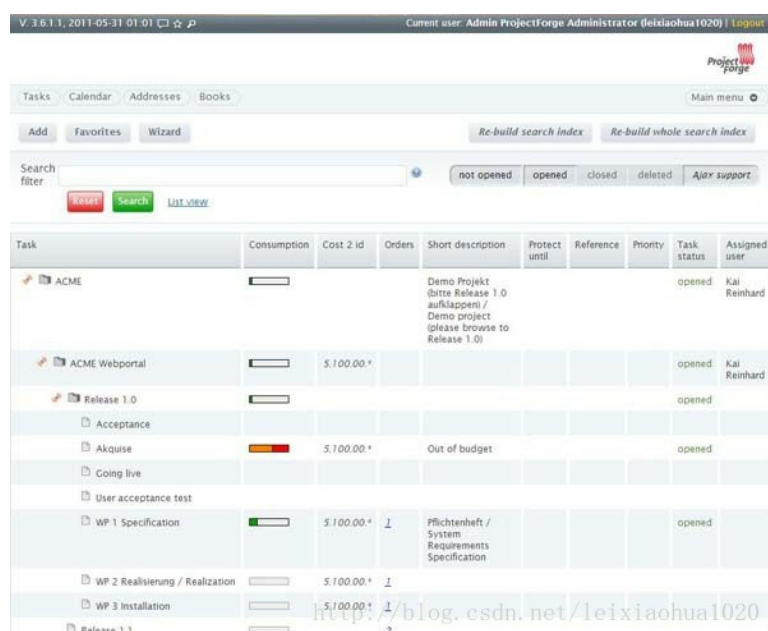 V. 3.6.1.1, 2011-05-31 01:01 Current user: Admin ProjectForge Administrator (leixiaohua1020) | Logout
Project Forge
Tasks Calendar Addresses Books Main menu
Add Favorites Wizard Re-build search index Re-build whole search index
Search filter not opened opened closed deleted Ajax support
Reset Search List view
Task Consumption Cost 2 id Orders Short description Protect until Reference Priority Task status Assigned user
ACME Demo Projekt opened Kai Reinhard
(bitte Release 1.0
aufklappen) /
Demo project
(please browse to
Release 1.0)
ACME Webportal 5.100.00.* opened Kai Reinhard
Release 1.0 opened
Acceptance
Akquise 5.100.00.* Out of budget opened
Going live
User acceptance test
WP 1 Specification 5.100.00.* 1 Pflichtenheft / opened
System
Requirements
Specification
WP 2 Realisierung / Realization 5.100.00.* 1
WP 3 Installation 5.100.00.* 1
http://blog.csdn.net/leixiaohua1020